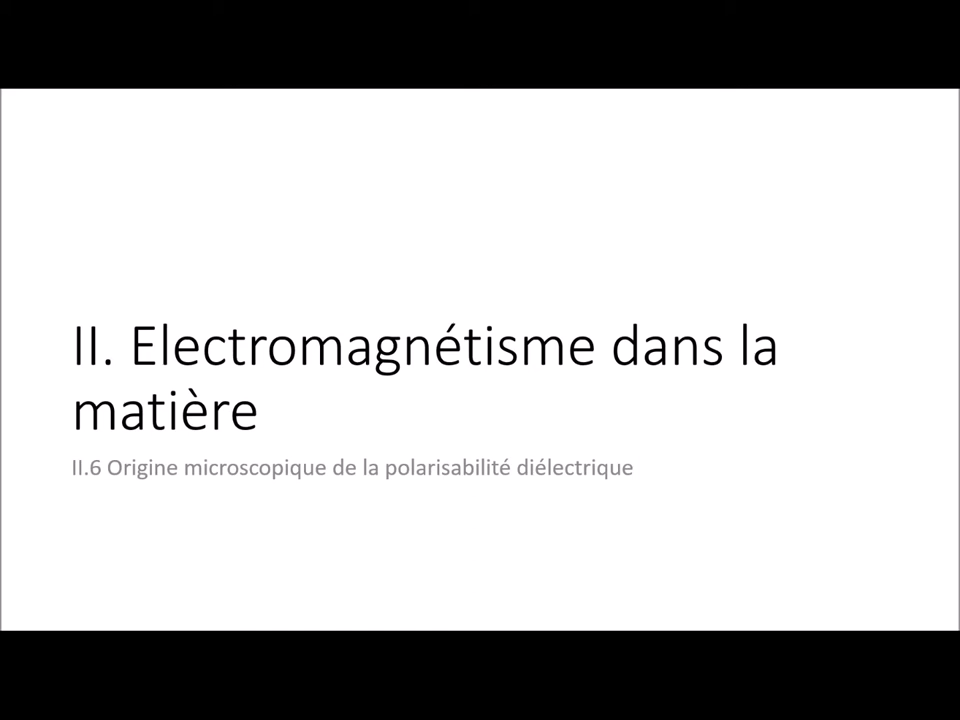 II. Electromagnétisme dans la
matière
II.6 Origine microscopique de la polarisabilité diélectrique